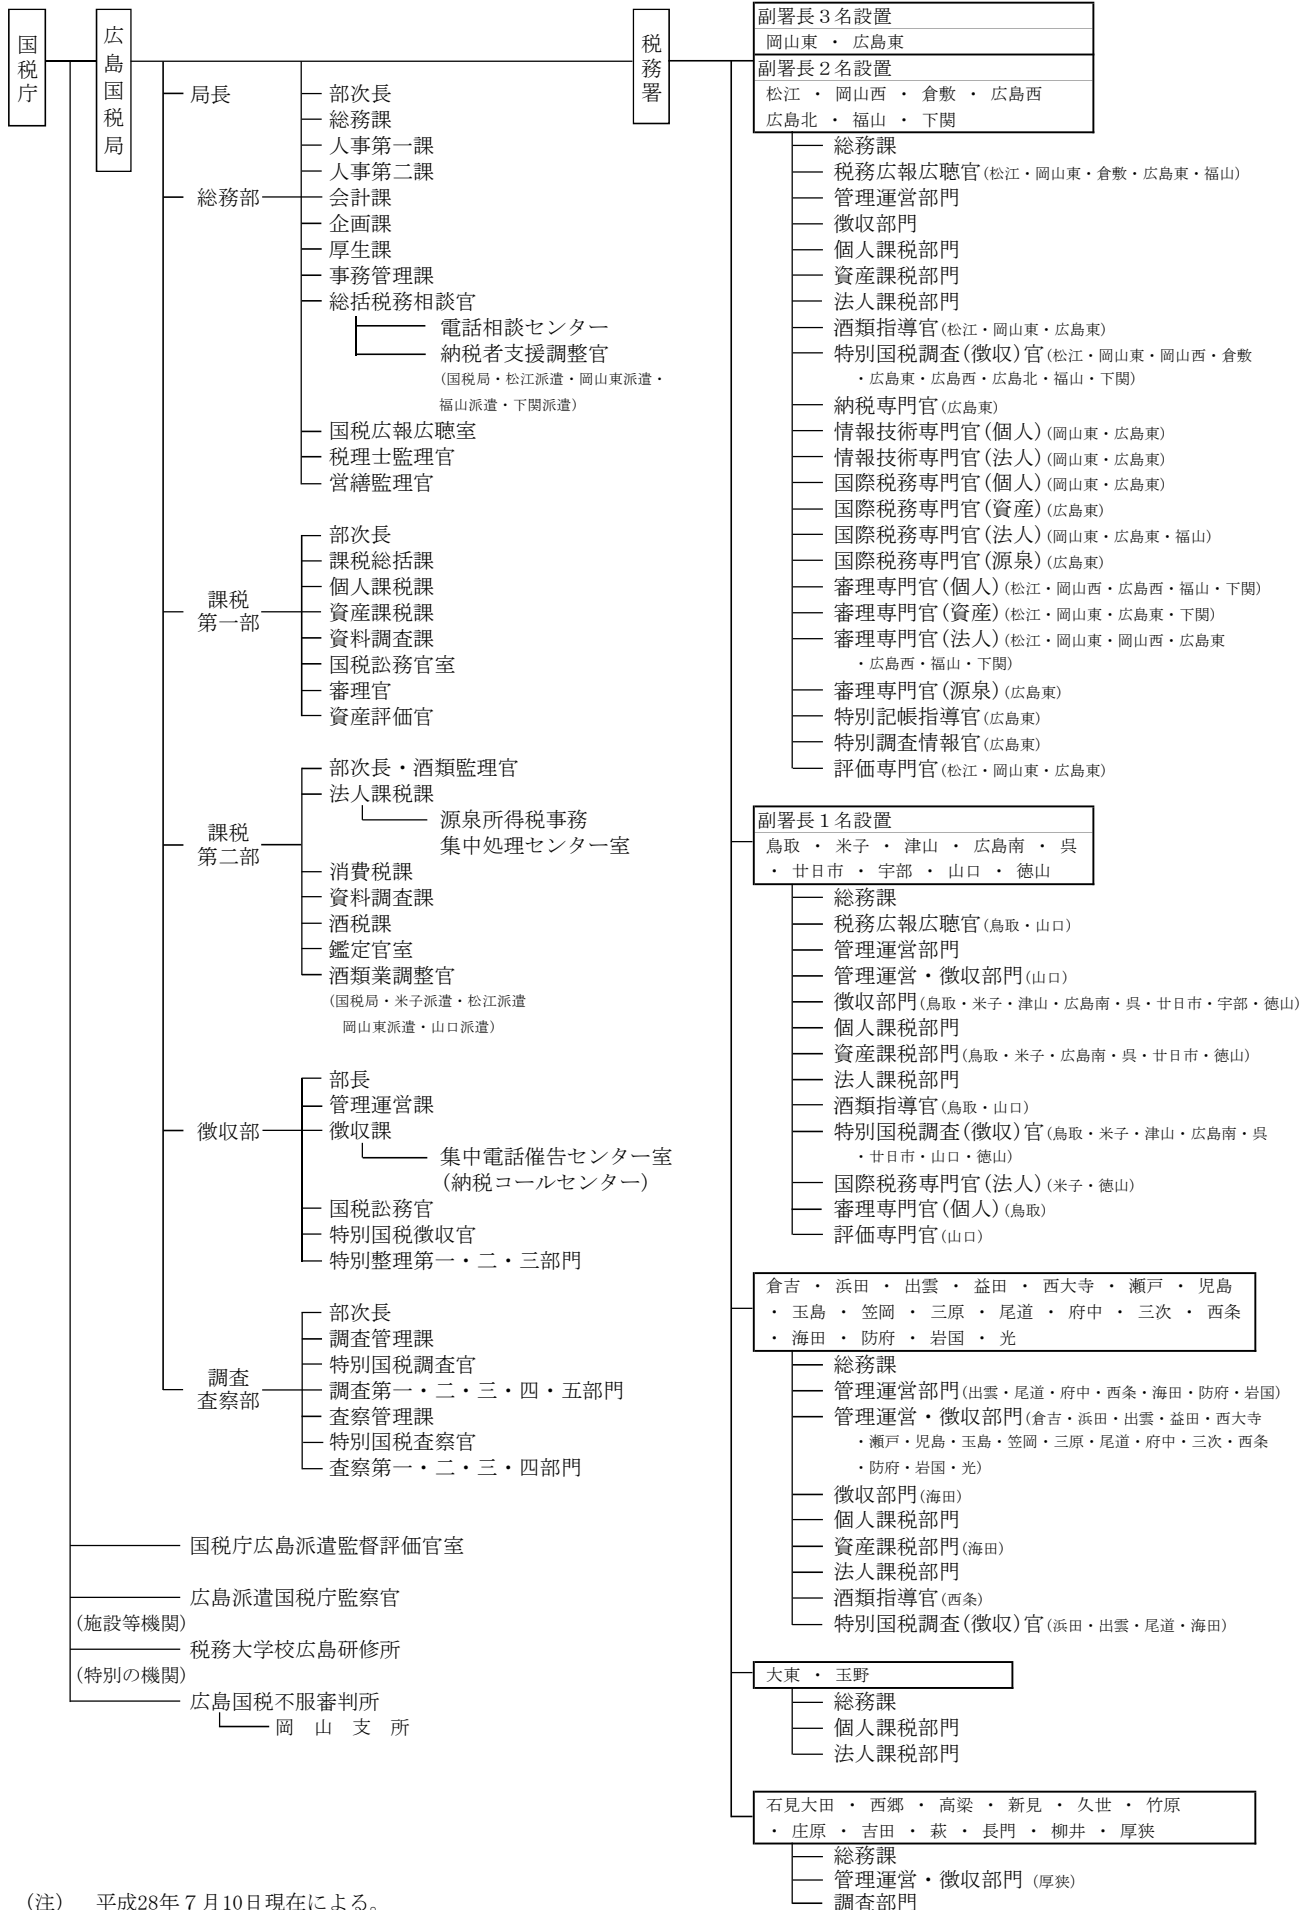 国税庁
広島国税局
局長
総務部
部次長
総務課
人事第一課
人事第二課
会計課
企画課
厚生課
事務管理課
総括税務相談官
電話相談センター
納税者支援調整官
(国税局・松江派遣・岡山東派遣・
福山派遣・下関派遣)
国税広報広聴室
税理士監理官
営繕監理官
課税
第一部
部次長
課税総括課
個人課税課
資産課税課
資料調査課
国税訟務官室
審理官
資産評価官
課税
第二部
部次長・酒類監理官
法人課税課
源泉所得税事務
集中処理センター室
消費税課
資料調査課
酒税課
鑑定官室
酒類業調整官
(国税局・米子派遣・松江派遣
岡山東派遣・山口派遣)
徴収部
部長
管理運営課
徴収課
集中電話催告センター室
(納税コールセンター)
国税訟務官
特別国税徴収官
特別整理第一・二・三部門
調査
査察部
部次長
調査管理課
特別国税調査官
調査第一・二・三・四・五部門
査察管理課
特別国税査察官
査察第一・二・三・四部門
国税庁広島派遣監督評価官室
広島派遣国税庁監察官
(施設等機関)
税務大学校広島研修所
(特別の機関)
広島国税不服審判所
岡山支所
税務署
副署長3名設置
岡山東 ・ 広島東
副署長2名設置
松江 ・ 岡山西 ・ 倉敷 ・ 広島西
広島北 ・ 福山 ・ 下関
総務課
税務広報広聴官(松江・岡山東・倉敷・広島東・福山)
管理運営部門
徴収部門
個人課税部門
資産課税部門
法人課税部門
酒類指導官(松江・岡山東・広島東)
特別国税調査(徴収)官(松江・岡山東・岡山西・倉敷
・広島東・広島西・広島北・福山・下関)
納税専門官(広島東)
情報技術専門官(個人)(岡山東・広島東)
情報技術専門官(法人)(岡山東・広島東)
国際税務専門官(個人)(岡山東・広島東)
国際税務専門官(資産)(広島東)
国際税務専門官(法人)(岡山東・広島東・福山)
国際税務専門官(源泉)(広島東)
審理専門官(個人)(松江・岡山西・広島西・福山・下関)
審理専門官(資産)(松江・岡山東・広島東・下関)
審理専門官(法人)(松江・岡山東・岡山西・広島東
・広島西・福山・下関)
審理専門官(源泉)(広島東)
特別記帳指導官(広島東)
特別調査情報官(広島東)
評価専門官(松江・岡山東・広島東)
副署長1名設置
鳥取 ・ 米子 ・ 津山 ・ 広島南 ・ 呉
・ 廿日市 ・ 宇部 ・ 山口 ・ 徳山
総務課
税務広報広聴官(鳥取・山口)
管理運営部門
管理運営・徴収部門(山口)
徴収部門(鳥取・米子・津山・広島南・呉・廿日市・宇部・徳山)
個人課税部門
資産課税部門(鳥取・米子・広島南・呉・廿日市・徳山)
法人課税部門
酒類指導官(鳥取・山口)
特別国税調査(徴収)官(鳥取・米子・津山・広島南・呉
・廿日市・山口・徳山)
国際税務専門官(法人)(米子・徳山)
審理専門官(個人)(鳥取)
評価専門官(山口)
倉吉 ・ 浜田 ・ 出雲 ・ 益田 ・ 西大寺 ・ 瀬戸 ・ 児島
・ 玉島 ・ 笠岡 ・ 三原 ・ 尾道 ・ 府中 ・ 三次 ・ 西条
・ 海田 ・ 防府 ・ 岩国 ・ 光
総務課
管理運営部門(出雲・尾道・府中・西条・海田・防府・岩国)
管理運営・徴収部門(倉吉・浜田・出雲・益田・西大寺
・瀬戸・児島・玉島・笠岡・三原・尾道・府中・三次・西条
・防府・岩国・光)
徴収部門(海田)
個人課税部門
資産課税部門(海田)
法人課税部門
酒類指導官(西条)
特別国税調査(徴収)官(浜田・出雲・尾道・海田)
大東 ・ 玉野
総務課
個人課税部門
法人課税部門
石見大田 ・ 西郷 ・ 高梁 ・ 新見 ・ 久世 ・ 竹原
・ 庄原 ・ 吉田 ・ 萩 ・ 長門 ・ 柳井 ・ 厚狭
総務課
管理運営・徴収部門 (厚狭)
調査部門
(注) 平成28年7月10日現在による。